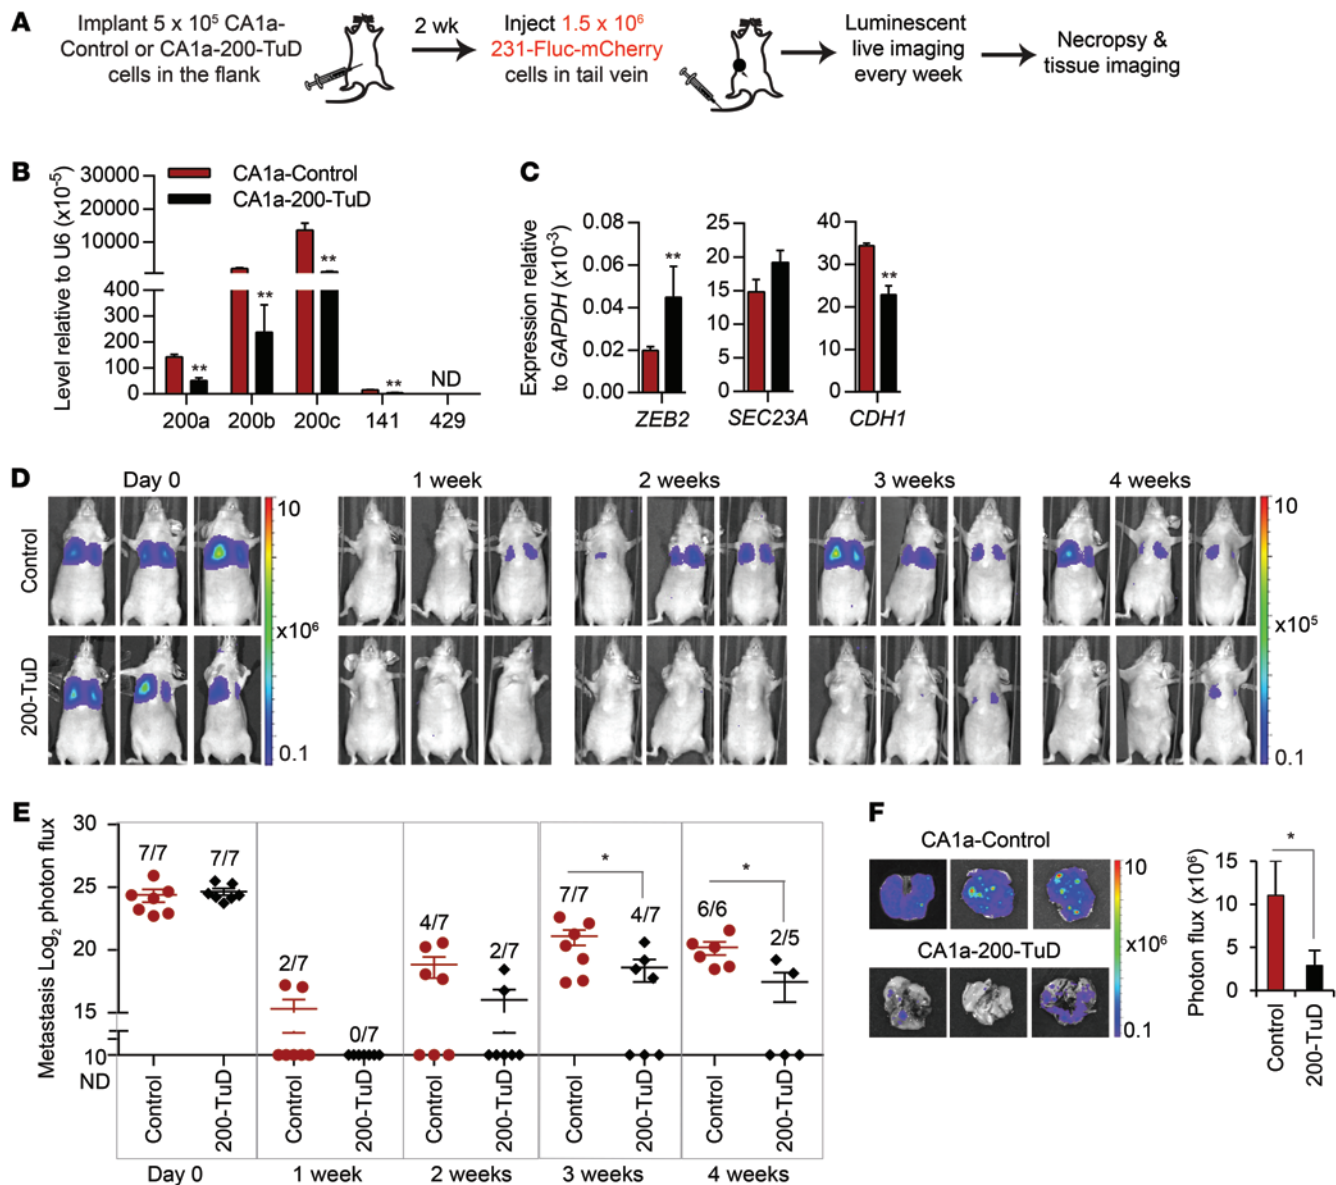 A
Implant 5 x 10⁵ CA1a-
Control or CA1a-200-TuD
cells in the flank
2 wk
Inject 1.5 x 10⁶
231-Fluc-mCherry
cells in tail vein
Luminescent
live imaging
every week
Necropsy &
tissue imaging
B
Level relative to U6 (x10⁻⁵)
30000
20000
10000
400
300
200
100
0
CA1a-Control
CA1a-200-TuD
**
**
**
**
ND
200a
200b
200c
141
429
C
Expression relative
to GAPDH (x10⁻³)
0.08
0.06
0.04
0.02
0.00
**
ZEB2
25
20
15
10
5
0
SEC23A
40
30
20
10
0
**
CDH1
D
Day 0
1 week
2 weeks
3 weeks
4 weeks
Control
200-TuD
10
x10⁶
0.1
10
x10⁵
0.1
E
Metastasis Log₂ photon flux
30
25
20
15
10
ND
7/7
7/7
2/7
0/7
4/7
2/7
7/7
*
4/7
6/6
*
2/5
Control
200-TuD
Control
200-TuD
Control
200-TuD
Control
200-TuD
Control
200-TuD
Day 0
1 week
2 weeks
3 weeks
4 weeks
F
CA1a-Control
CA1a-200-TuD
10
x10⁶
0.1
Photon flux (x10⁶)
15
10
5
0
*
Control
200-TuD